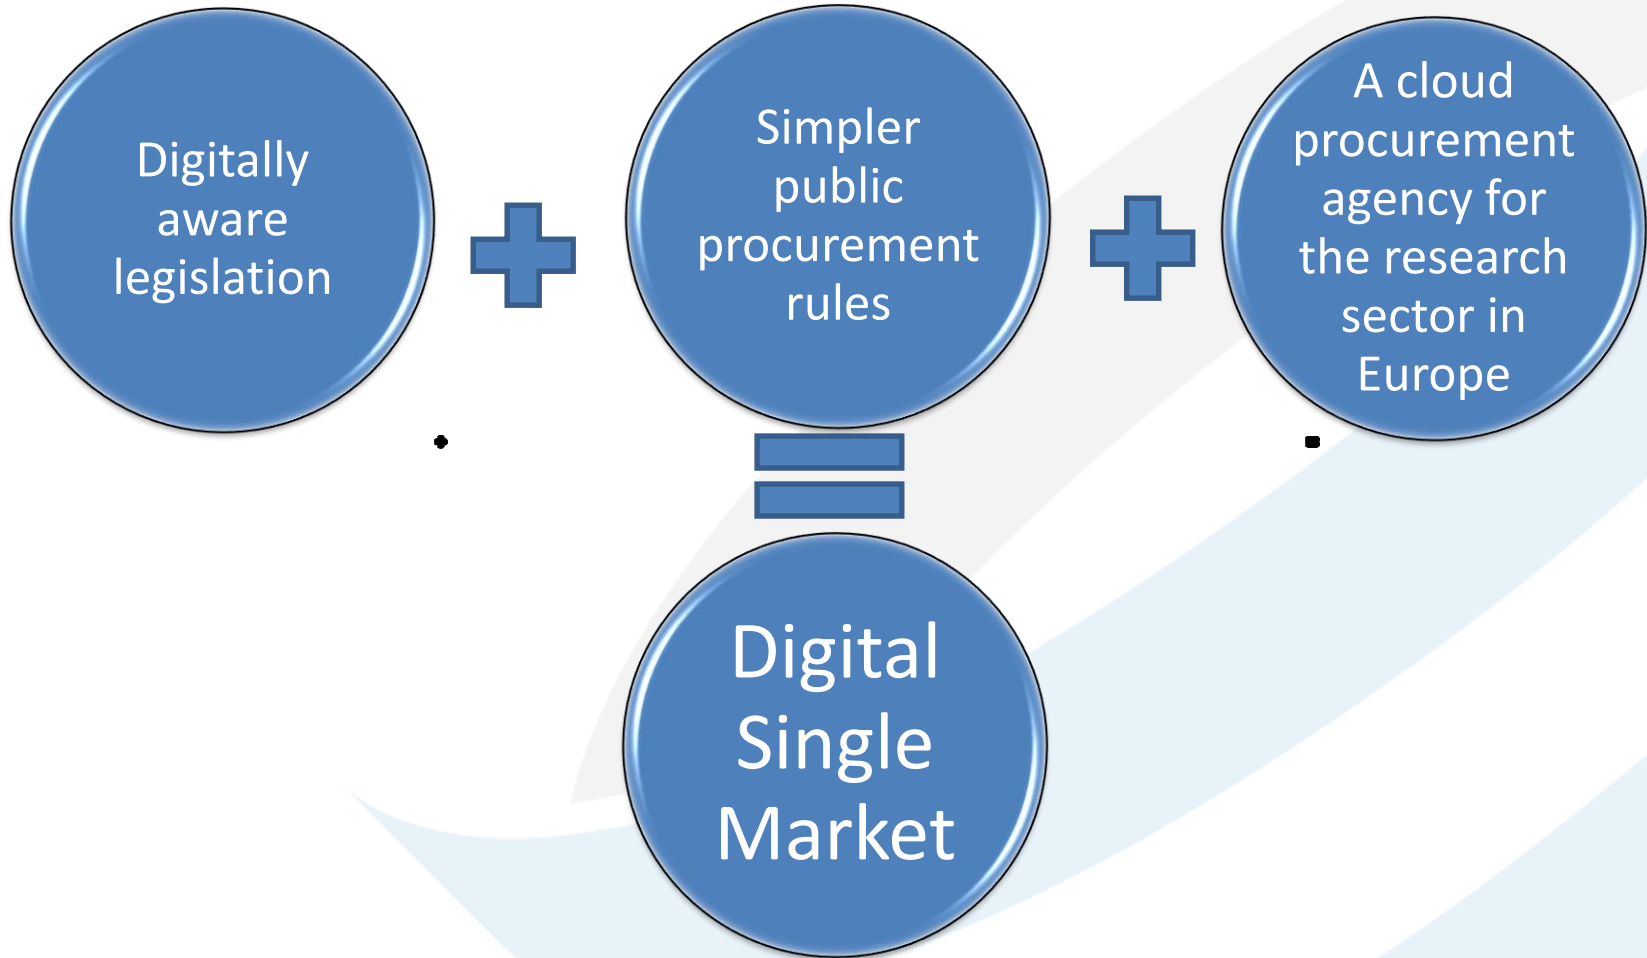 Digitally
aware
legislation
Simpler
public
procurement
rules
A cloud
procurement
agency for
the research
sector in
Europe
Digital
Single
Market